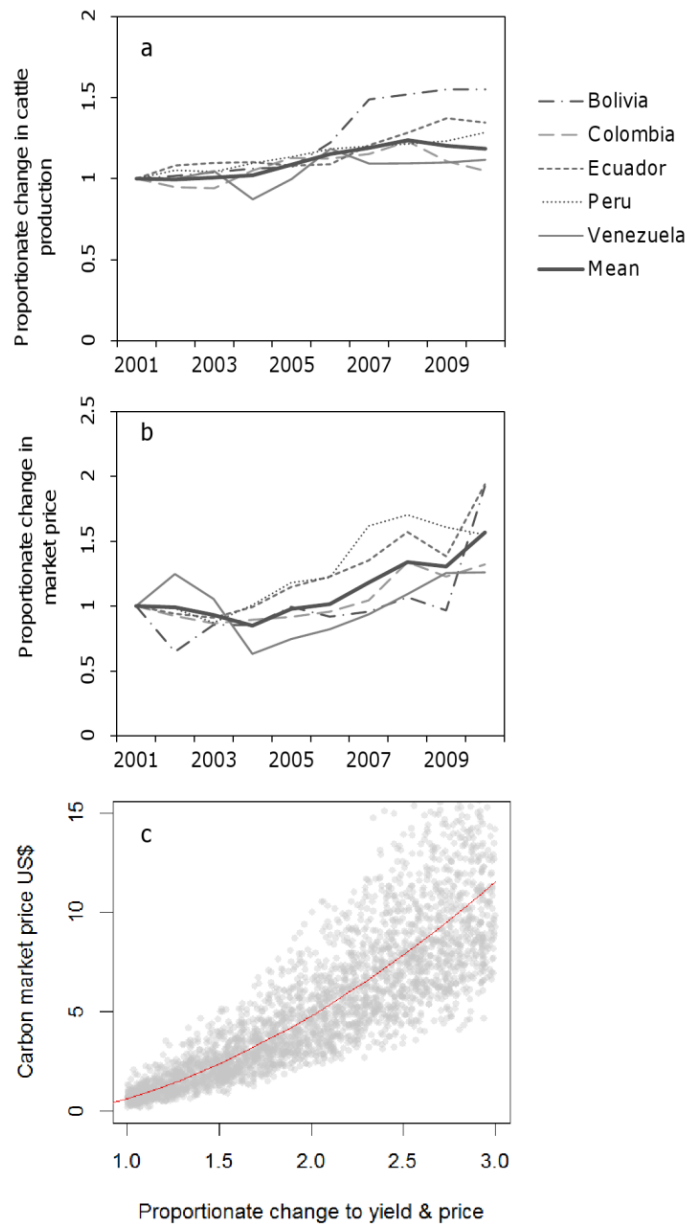 a
Proportionate change in cattle
production
2
1.5
1
0.5
0
2001 2003 2005 2007 2009
Bolivia
Colombia
Ecuador
Peru
Venezuela
Mean
b
Proportionate change in
market price
2.5
2
1.5
1
0.5
0
2001 2003 2005 2007 2009
c
Carbon market price US$
15
10
5
0
1.0 1.5 2.0 2.5 3.0
Proportionate change to yield & price